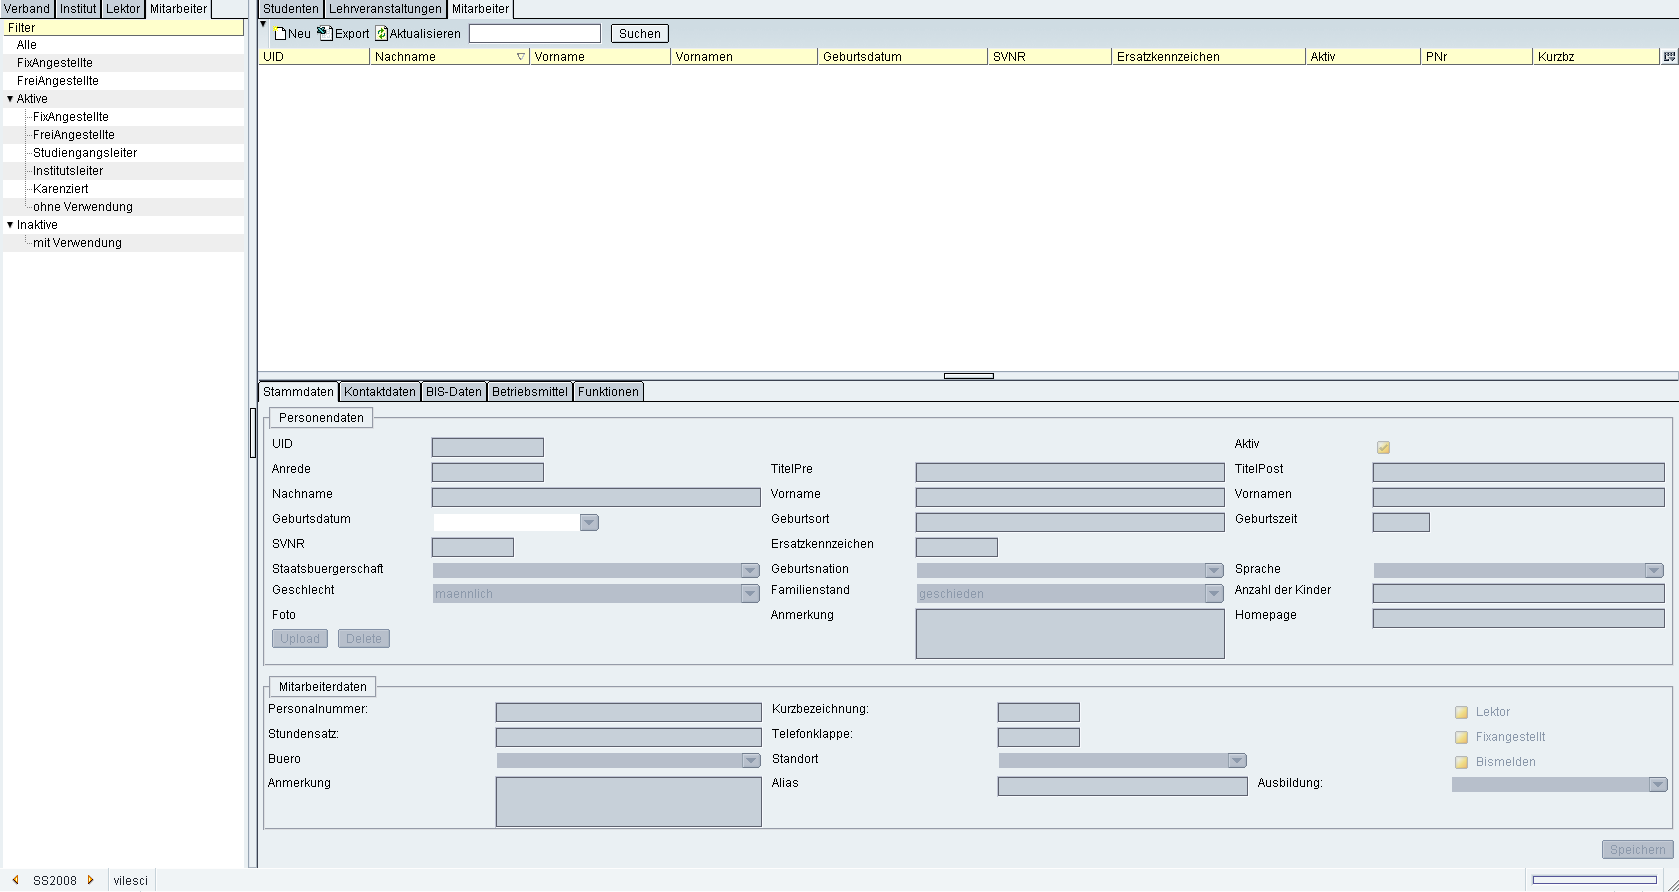 Verband Institut Lektor Mitarbeiter
Filter
Alle
FixAngestellte
FreiAngestellte
Aktive
FixAngestellte
FreiAngestellte
Studiengangsleiter
Institutsleiter
Karenziert
ohne Verwendung
Inaktive
mit Verwendung
Studenten Lehrveranstaltungen Mitarbeiter
Neu Export Aktualisieren Suchen
UID Nachname Vorname Vornamen Geburtsdatum SVNR Ersatzkennzeichen Aktiv PNr Kurzbz
Stammdaten Kontaktdaten BIS-Daten Betriebsmittel Funktionen
Personendaten
UID Aktiv
Anrede TitelPre TitelPost
Nachname Vorname Vornamen
Geburtsdatum Geburtsort Geburtszeit
SVNR Ersatzkennzeichen
Staatsbuergerschaft Geburtsnation Sprache
Geschlecht maennlich Familienstand geschieden Anzahl der Kinder
Foto Anmerkung Homepage
Upload Delete
Mitarbeiterdaten
Personalnummer: Kurzbezeichnung: Lektor
Stundensatz: Telefonklappe: Fixangestellt
Buero Standort Bismelden
Anmerkung Alias Ausbildung:
Speichern
SS2008 vilesci